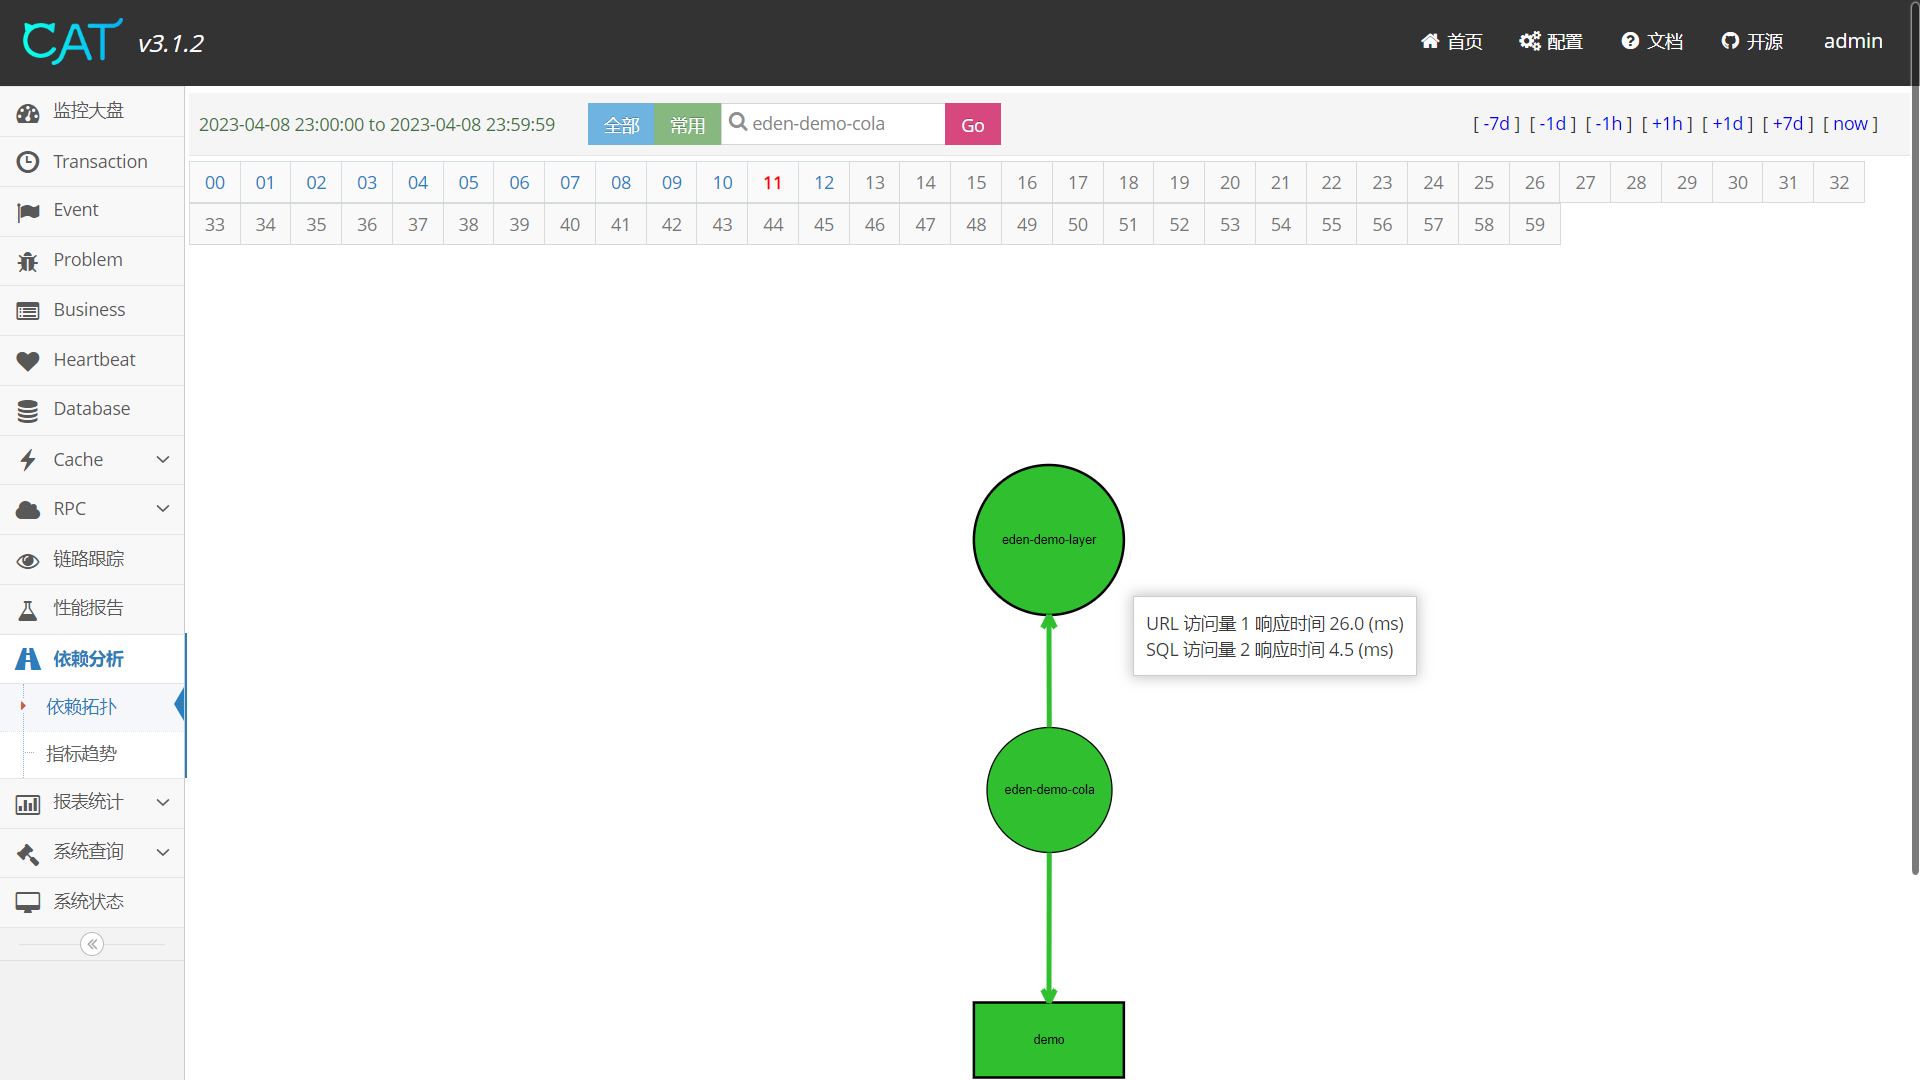 CAT v3.1.2
首页 配置 文档 开源 admin
监控大盘
Transaction
Event
Problem
Business
Heartbeat
Database
Cache
RPC
链路跟踪
性能报告
依赖分析
依赖拓扑
指标趋势
报表统计
系统查询
系统状态
2023-04-08 23:00:00 to 2023-04-08 23:59:59 全部 常用 eden-demo-cola Go [ -7d ] [ -1d ] [ -1h ] [ +1h ] [ +1d ] [ +7d ] [ now ]
00 01 02 03 04 05 06 07 08 09 10 11 12 13 14 15 16 17 18 19 20 21 22 23 24 25 26 27 28 29 30 31 32
33 34 35 36 37 38 39 40 41 42 43 44 45 46 47 48 49 50 51 52 53 54 55 56 57 58 59
eden-demo-layer
URL 访问量 1 响应时间 26.0 (ms)
SQL 访问量 2 响应时间 4.5 (ms)
eden-demo-cola
demo